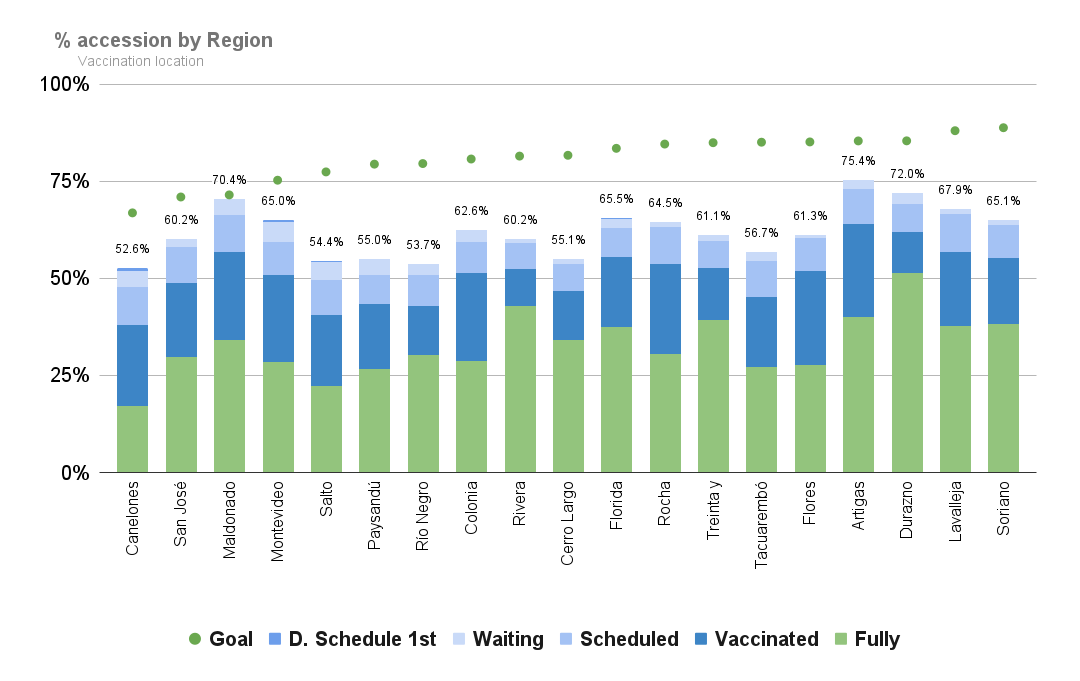 % accession by Region
Vaccination location
100%
75%
50%
25%
0%
52.6%
60.2%
70.4%
65.0%
54.4%
55.0%
53.7%
62.6%
60.2%
55.1%
65.5%
64.5%
61.1%
56.7%
61.3%
75.4%
72.0%
67.9%
65.1%
Canelones
San José
Maldonado
Montevideo
Salto
Paysandú
Río Negro
Colonia
Rivera
Cerro Largo
Florida
Rocha
Treinta y
Tacuarembó
Flores
Artigas
Durazno
Lavalleja
Soriano
Goal D. Schedule 1st Waiting Scheduled Vaccinated Fully